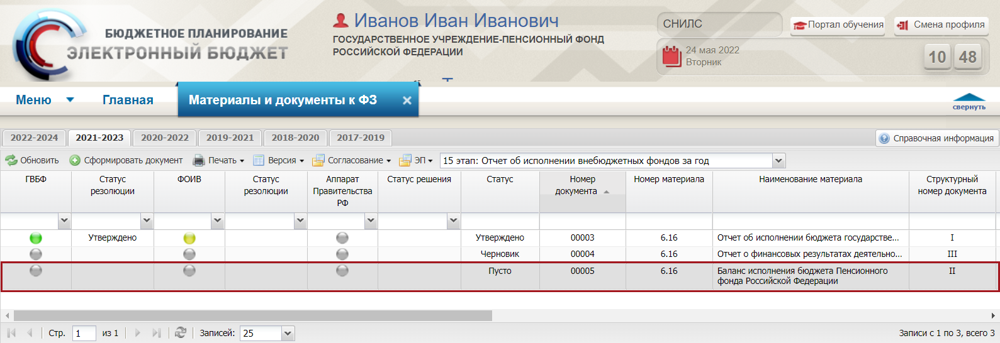 БЮДЖЕТНОЕ ПЛАНИРОВАНИЕ
ЭЛЕКТРОННЫЙ БЮДЖЕТ
Иванов Иван Иванович
ГОСУДАРСТВЕННОЕ УЧРЕЖДЕНИЕ-ПЕНСИОННЫЙ ФОНД
РОССИЙСКОЙ ФЕДЕРАЦИИ
СНИЛС
Портал обучения
Смена профиля
24 мая 2022
Вторник
10 48
Меню
Главная
Материалы и документы к ФЗ
свернуть
2022-2024 2021-2023 2020-2022 2019-2021 2018-2020 2017-2019
Справочная информация
Обновить Сформировать документ Печать Версия Согласование ЭП 15 этап: Отчет об исполнении внебюджетных фондов за год
ГВБФ
Статус
резолюции
ФОИВ
Статус
резолюции
Аппарат
Правительства
РФ
Статус решения
Статус
Номер
документа
Номер материала
Наименование материала
Структурный
номер документа
Утверждено Утверждено 00003 6.16 Отчет об исполнении бюджета государстве... I
Черновик 00004 6.16 Отчет о финансовых результатах деятельно... III
Пусто 00005 6.16 Баланс исполнения бюджета Пенсионного II
фонда Российской Федерации
Стр. 1 из 1 Записей: 25 Записи с 1 по 3, всего 3